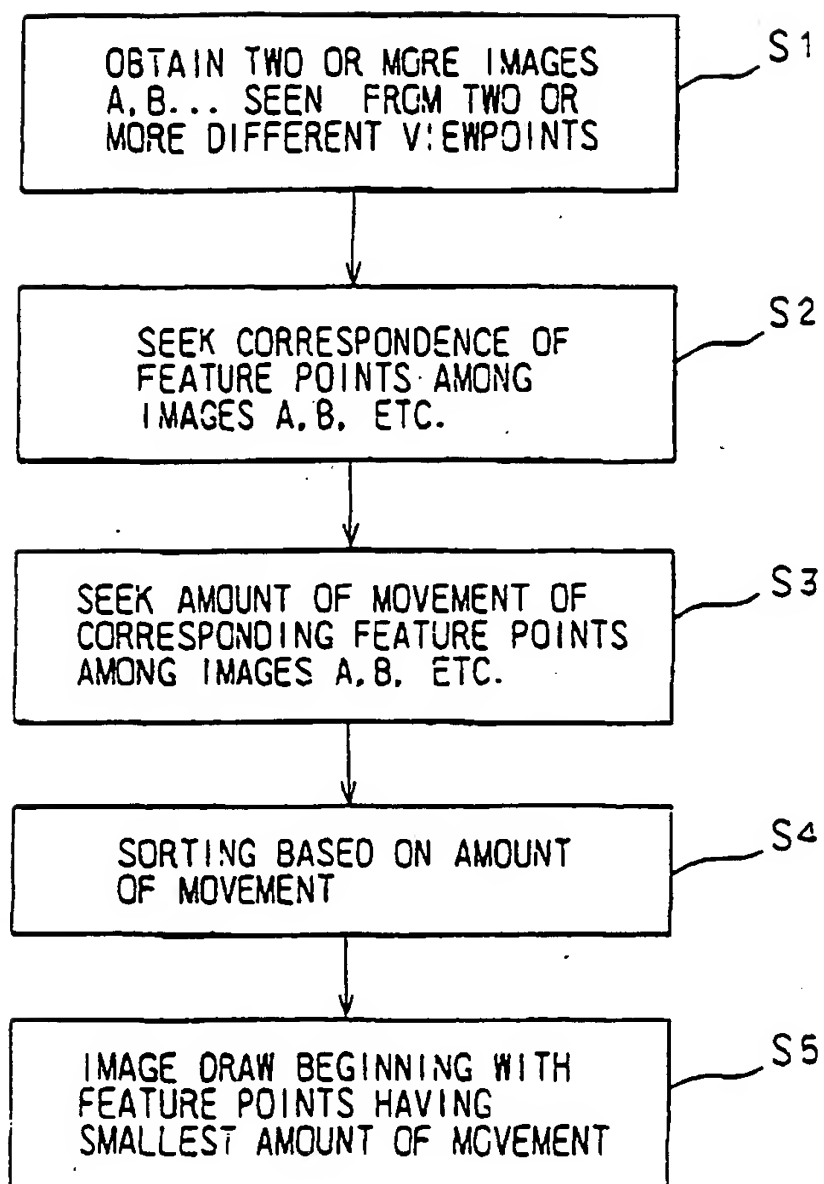 OBTAIN TWO OR MORE IMAGES
A.B... SEEN FROM TWO OR
MORE DIFFERENT VIEWPOINTS
S1
SEEK CORRESPONDENCE OF
FEATURE POINTS AMONG
IMAGES A.B. ETC.
S2
SEEK AMOUNT OF MOVEMENT OF
CORRESPONDING FEATURE POINTS
AMONG IMAGES A.B. ETC.
S3
SORTING BASED ON AMOUNT
OF MOVEMENT
S4
IMAGE DRAW BEGINNING WITH
FEATURE POINTS HAVING
SMALLEST AMOUNT OF MOVEMENT
S5